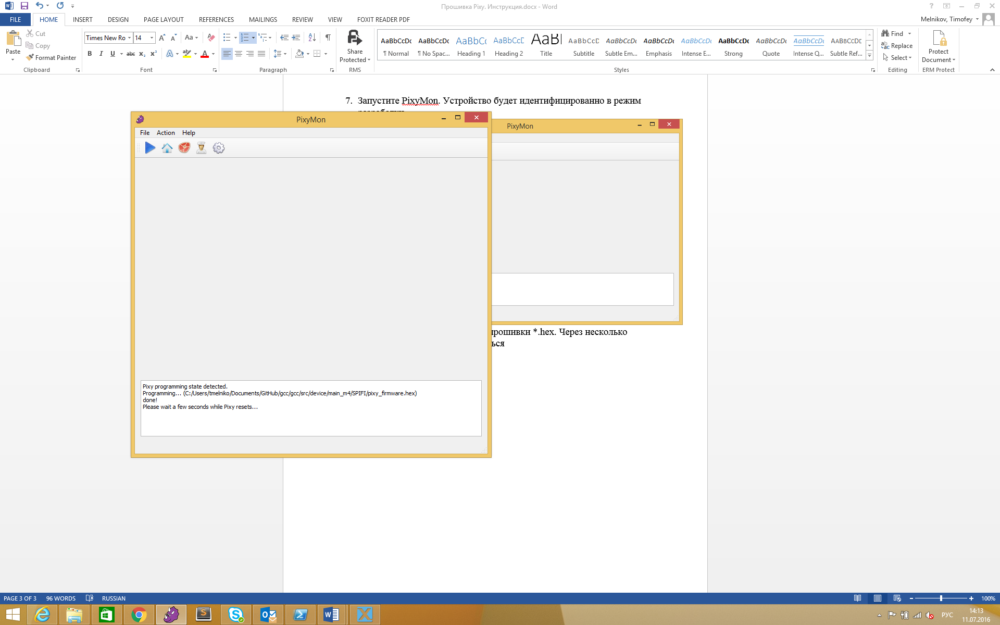 Прошивка Pixy. Инструкция.docx - Word
FILE HOME INSERT DESIGN PAGE LAYOUT REFERENCES MAILINGS REVIEW VIEW FOXIT READER PDF
Melnikov, Timofey
Paste
Cut
Copy
Format Painter
Clipboard
Times New Ro 14
Font
Paragraph
Share
Protected
RMS
AaBbCcDc AaBbCcDc AaBbCc AaBbCcD AaB AaBbCcD AaBbCcDc AaBbCcDc AaBbCcDc AaBbCcDc AaBbCcDc AaBbCcDc AABBCCDE
¶ Normal ¶ No Spac... Heading 1 Heading 2 Title Subtitle Subtle Em... Emphasis Intense E... Strong Quote Intense Q... Subtle Ref...
Styles
Find
Replace
Select
Editing
Protect
Document
ERM Protect
7. Запустите PixyMon. Устройство будет идентифицированно в режим
PixyMon
File Action Help
Pixy programming state detected.
Programming... (C:/Users/tmelniko/Documents/GitHub/gcc/gcc/src/device/main_m4/SPIFI/pixy_firmware.hex)
done!
Please wait a few seconds while Pixy resets...
PixyMon
прошивки *.hex. Через несколько
ься
PAGE 3 OF 3 96 WORDS RUSSIAN
100%
РУС
14:13
11.07.2016